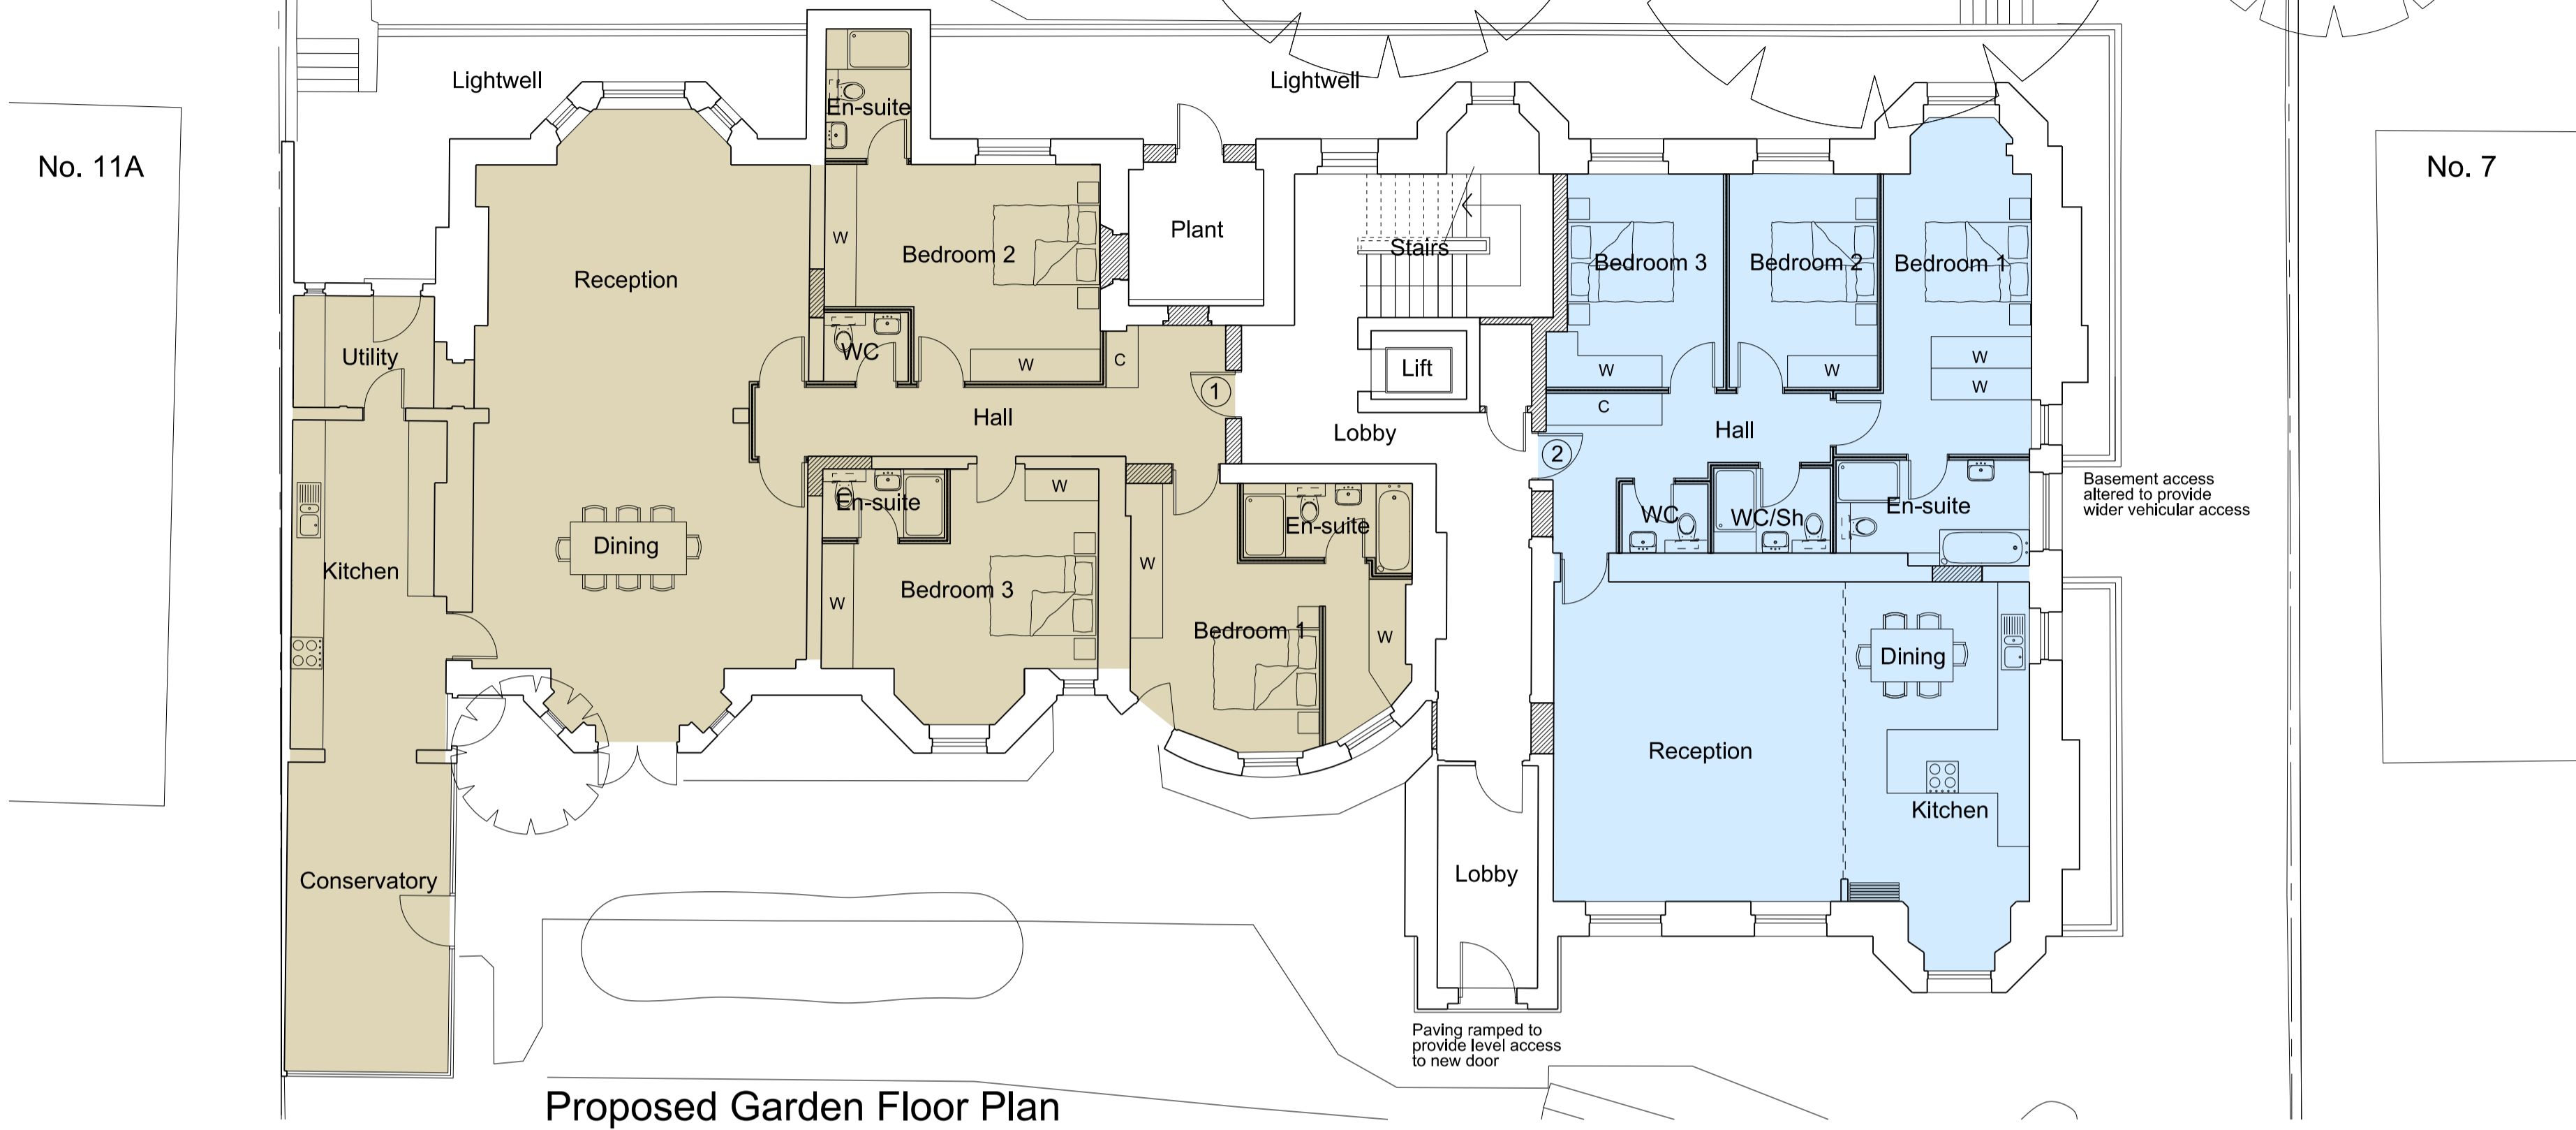 Lightwell
Lightwell
En-suite
No. 11A
No. 7
Plant
W
Bedroom 2
Stairs
Bedroom 3
Bedroom 2
Bedroom 1
Reception
Utility
WC
W
C
Lift
W
W
W
W
1
C
Hall
Lobby
Hall
2
En-suite
W
En-suite
WC
WC/Sh
En-suite
Basement access
altered to provide
wider vehicular access
Dining
Kitchen
W
Bedroom 3
W
Bedroom 1
W
Dining
Reception
Kitchen
Conservatory
Lobby
Paving ramped to
provide level access
to new door
Proposed Garden Floor Plan